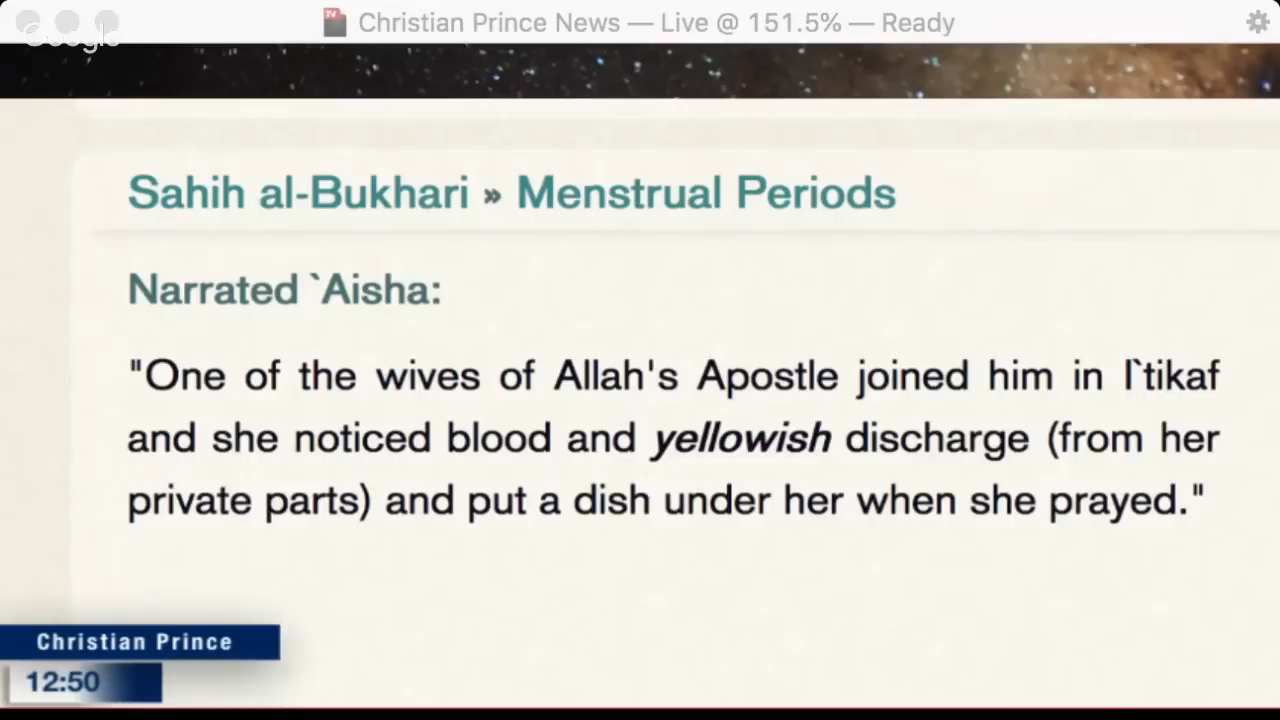 Christian Prince News — Live @ 151.5% — Ready
Google
Sahih al-Bukhari » Menstrual Periods
Narrated `Aisha:
"One of the wives of Allah's Apostle joined him in I`tikaf
and she noticed blood and yellowish discharge (from her
private parts) and put a dish under her when she prayed."
Christian Prince
12:50